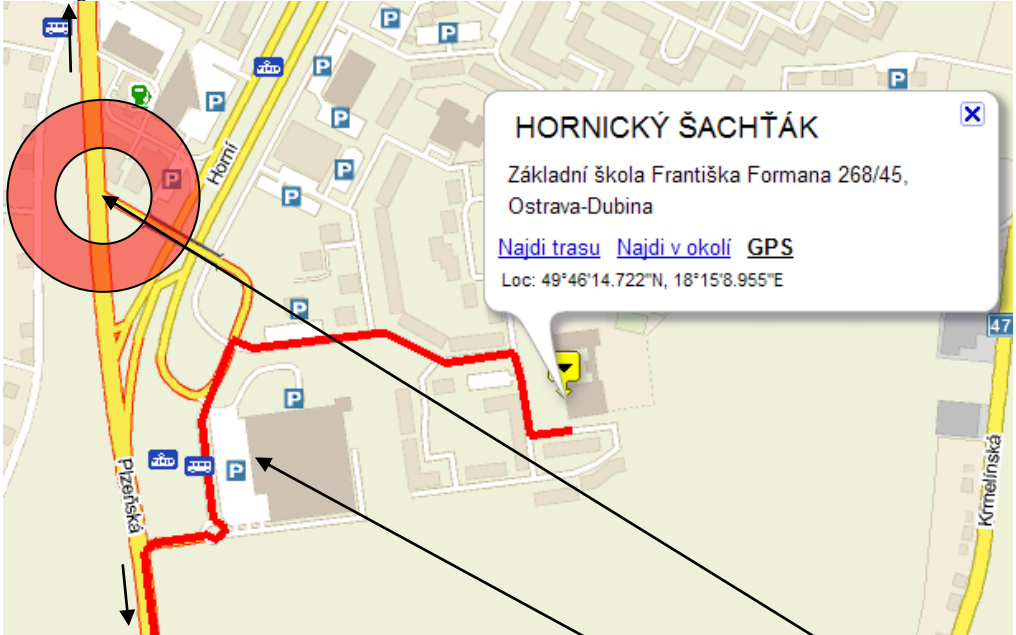 HORNICKÝ ŠACHŤÁK
Základní škola Františka Formana 268/45,
Ostrava-Dubina
Najdi trasu Najdi v okolí GPS
Loc: 49°46'14.722"N, 18°15'8.955"E
Horní
Plzeňská
Krmelínská
47
P
P
P
P
P
P
P
P
P
P
P
P